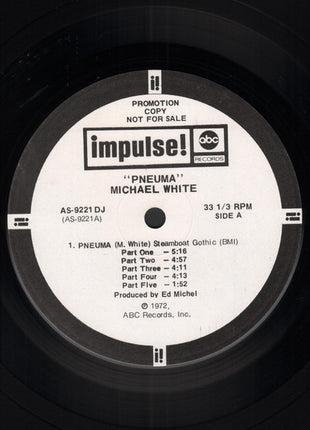 PROMOTION
COPY
NOT FOR SALE
impulse! abc
RECORDS
"PNEUMA"
MICHAEL WHITE
AS-9221 DJ 33 1/3 RPM
(AS-9221A) SIDE A
1. PNEUMA (M. White) Steamboat Gothic (BMI)
Part One – 5:16
Part Two – 4:57
Part Three – 4:11
Part Four – 4:13
Part Five – 1:52
Produced by Ed Michel
℗ 1972,
ABC Records, Inc.